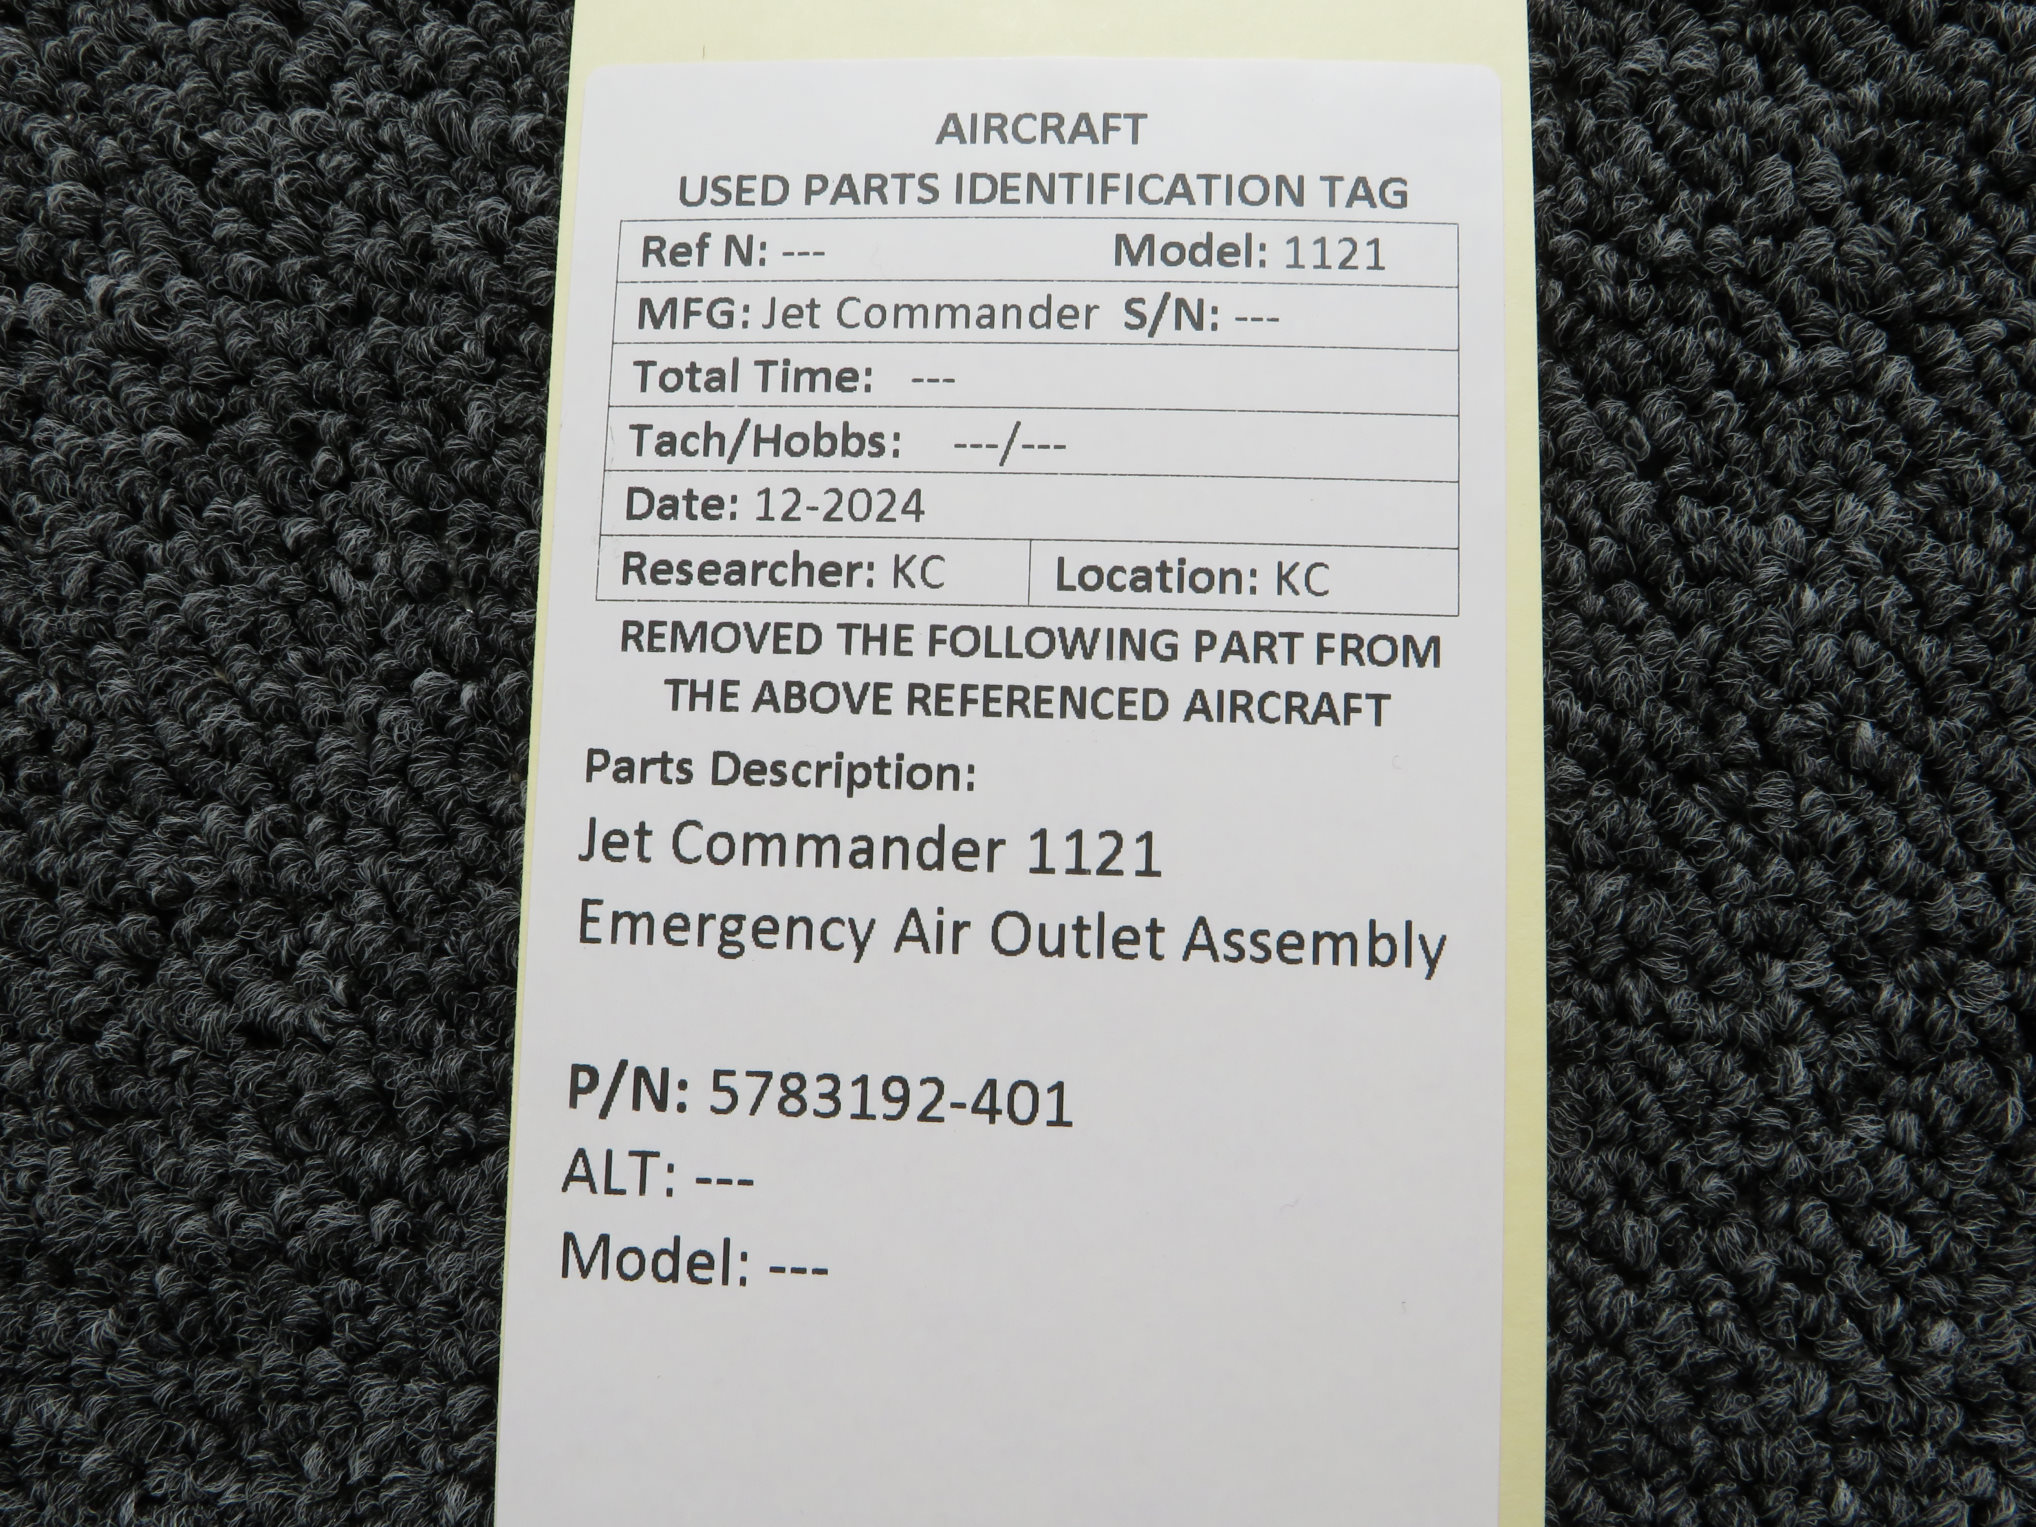 AIRCRAFT
USED PARTS IDENTIFICATION TAG
Ref N: --- Model: 1121
MFG: Jet Commander S/N: ---
Total Time: ---
Tach/Hobbs: ---/---
Date: 12-2024
Researcher: KC Location: KC
REMOVED THE FOLLOWING PART FROM
THE ABOVE REFERENCED AIRCRAFT
Parts Description:
Jet Commander 1121
Emergency Air Outlet Assembly
P/N: 5783192-401
ALT: ---
Model: ---